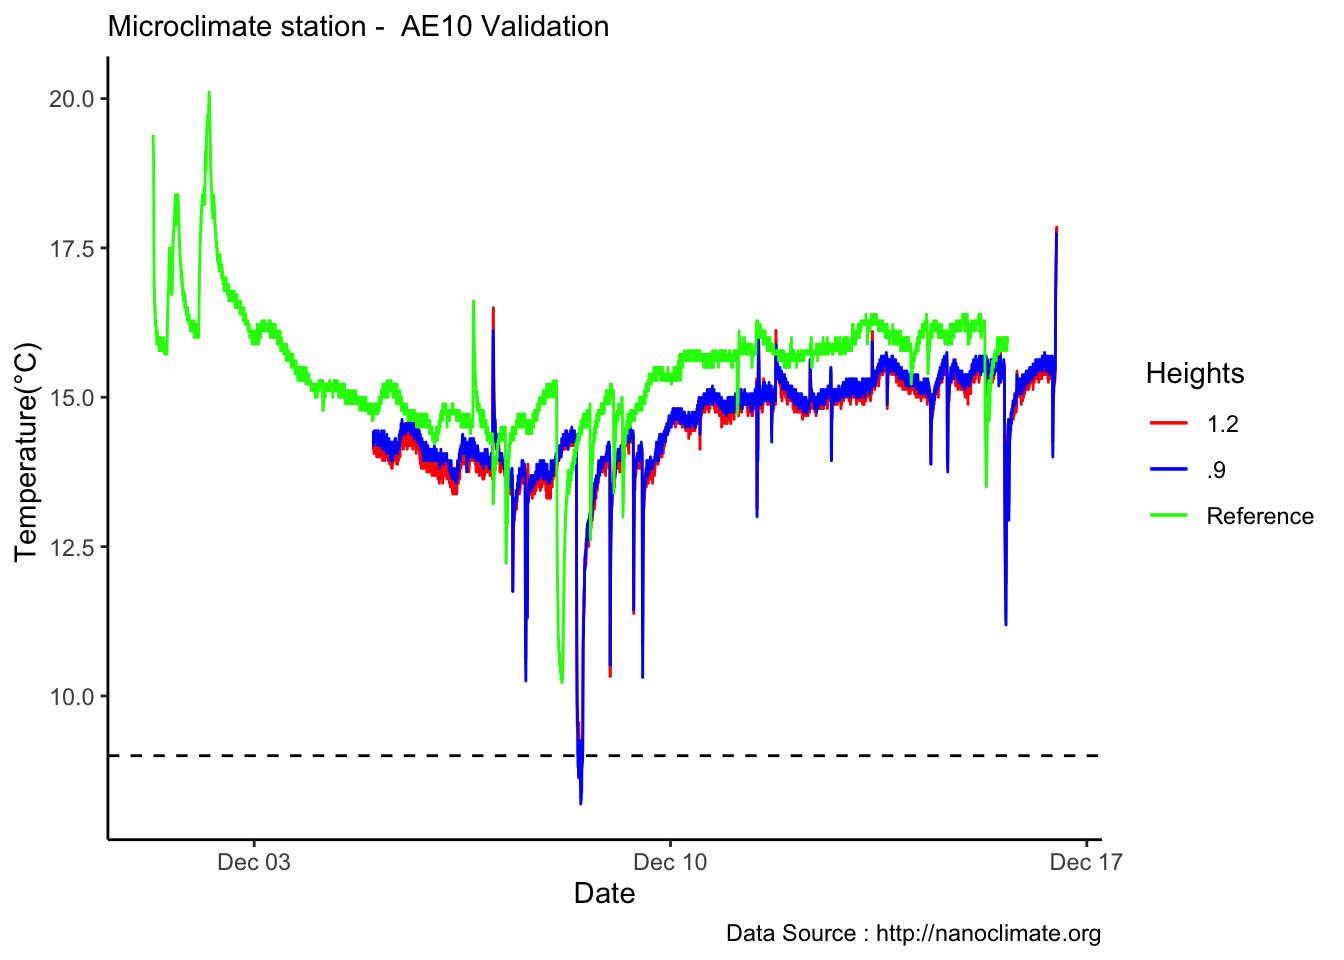 Microclimate station -  AE10 Validation
20.0
17.5
15.0
12.5
10.0
Temperature(°C)
Dec 03
Dec 10
Dec 17
Date
Heights
1.2
.9
Reference
Data Source : http://nanoclimate.org